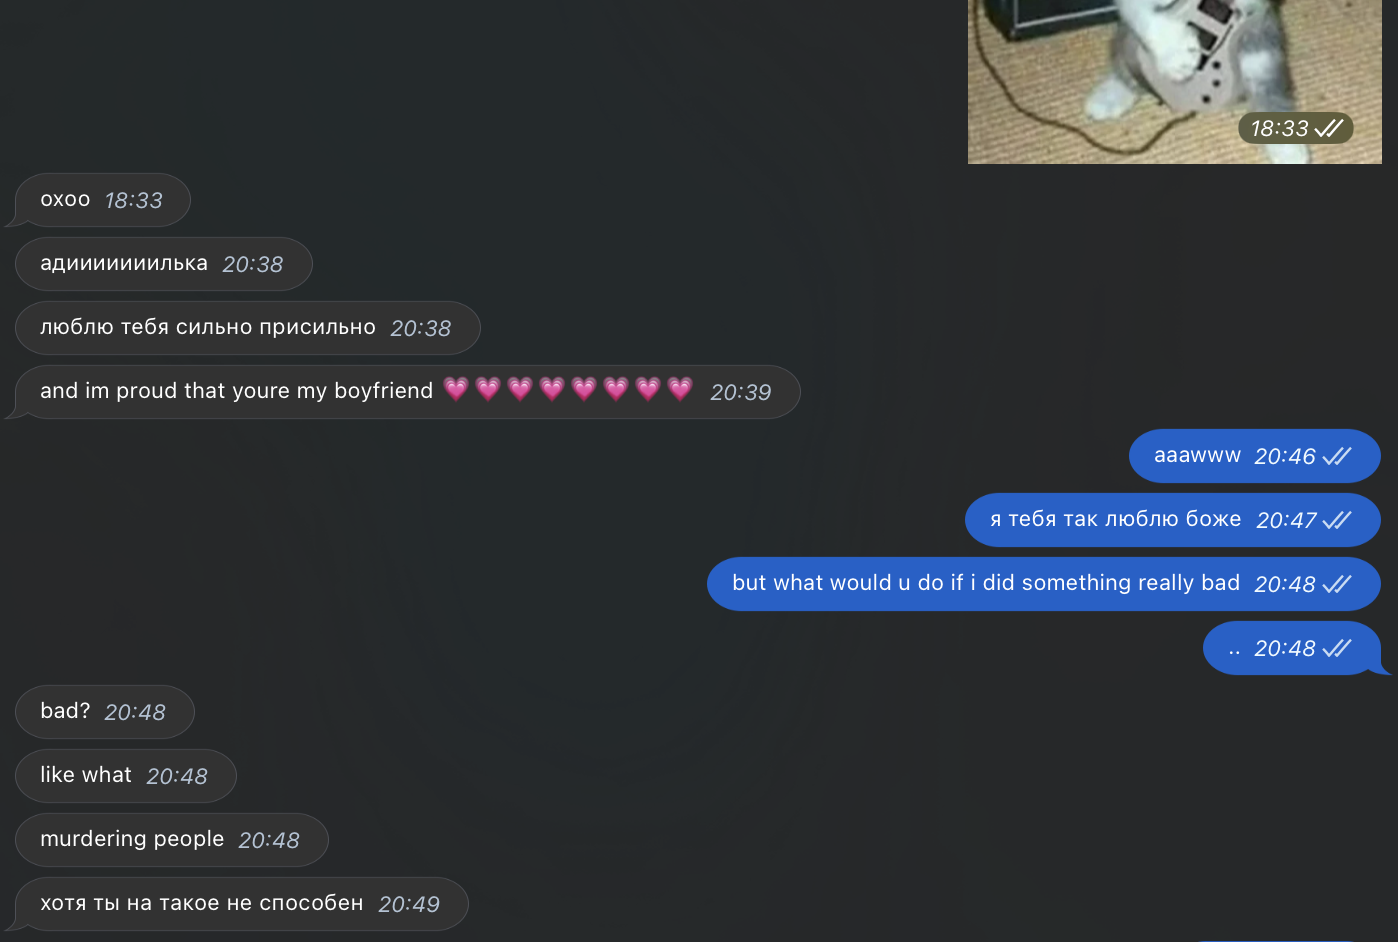 18:33
охоо 18:33
адиииииииилька 20:38
люблю тебя сильно присильно 20:38
and im proud that youre my boyfriend 💗💗💗💗💗💗💗💗 20:39
ааawww 20:46
я тебя так люблю боже 20:47
but what would u do if i did something really bad 20:48
.. 20:48
bad? 20:48
like what 20:48
murdering people 20:48
хотя ты на такое не способен 20:49